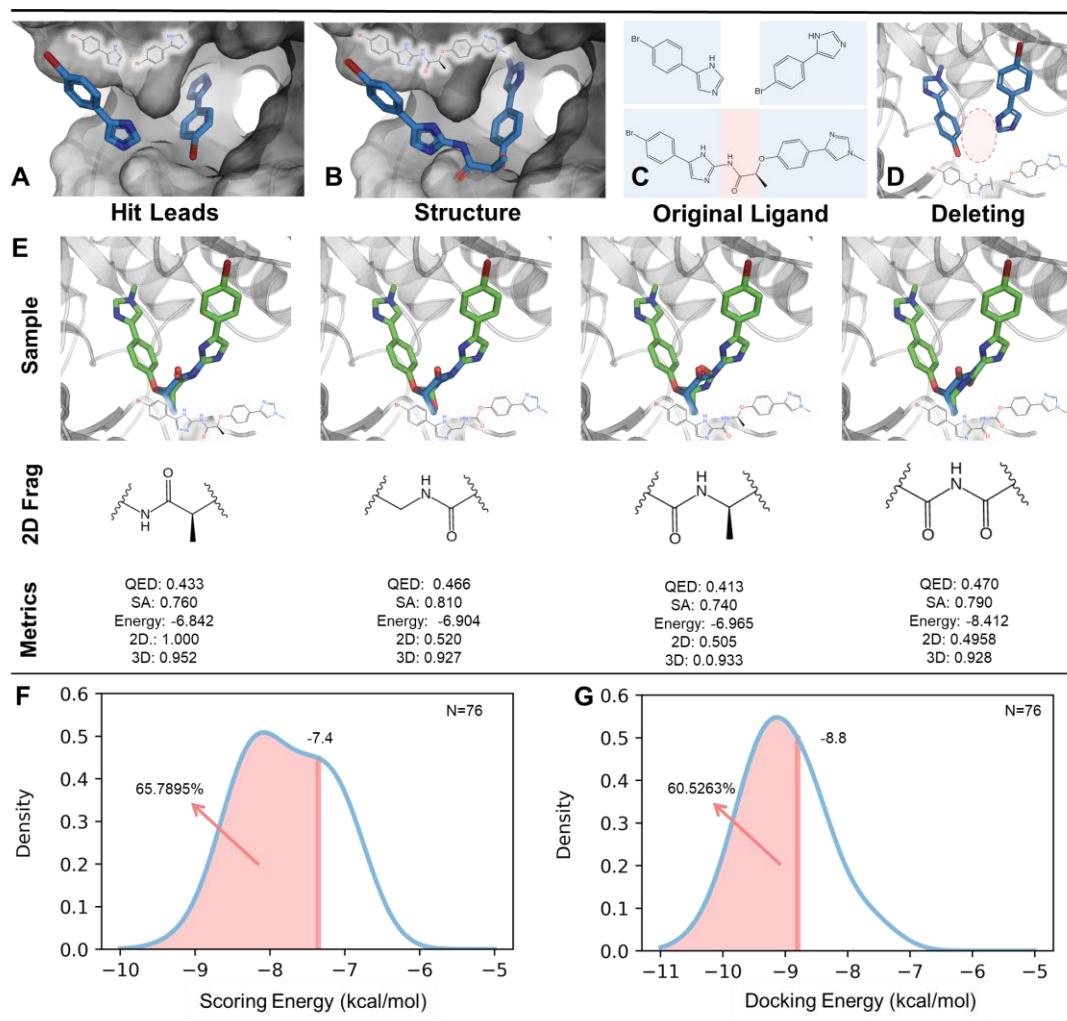 A
Hit Leads
B
Structure
C
Original Ligand
D
Deleting
Br
NH
N
HN
N
Br
Br
NH
N
H
N
O
O
N
N
E
Sample
2D Frag
O
N
H
H
N
O
H
N
O
H
N
O
O
Metrics
QED: 0.433
SA: 0.760
Energy: -6.842
2D.: 1.000
3D: 0.952
QED: 0.466
SA: 0.810
Energy: -6.904
2D: 0.520
3D: 0.927
QED: 0.413
SA: 0.740
Energy: -6.965
2D: 0.505
3D: 0.0.933
QED: 0.470
SA: 0.790
Energy: -8.412
2D: 0.4958
3D: 0.928
F
N=76
-7.4
65.7895%
Density
0.6
0.5
0.4
0.3
0.2
0.1
0.0
−10 −9 −8 −7 −6 −5
Scoring Energy (kcal/mol)
G
N=76
-8.8
60.5263%
Density
0.6
0.5
0.4
0.3
0.2
0.1
0.0
−11 −10 −9 −8 −7 −6 −5
Docking Energy (kcal/mol)